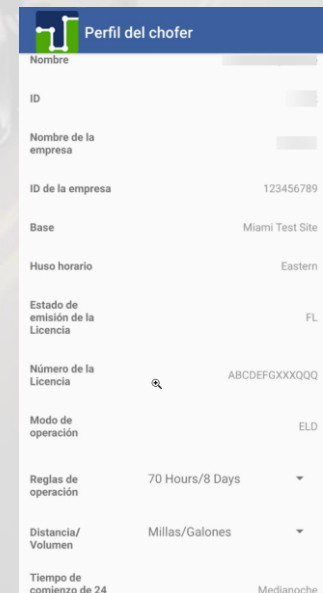 Perfil del chofer
Nombre
ID
Nombre de la
empresa
ID de la empresa 123456789
Base Miami Test Site
Huso horario Eastern
Estado de
emisión de la
Licencia
FL
Número de la
Licencia
ABCDEFGXXXQQQ
Modo de
operación
ELD
Reglas de
operación
70 Hours/8 Days
Distancia/
Volumen
Millas/Galones
Tiempo de
comienzo de 24
Medianoche